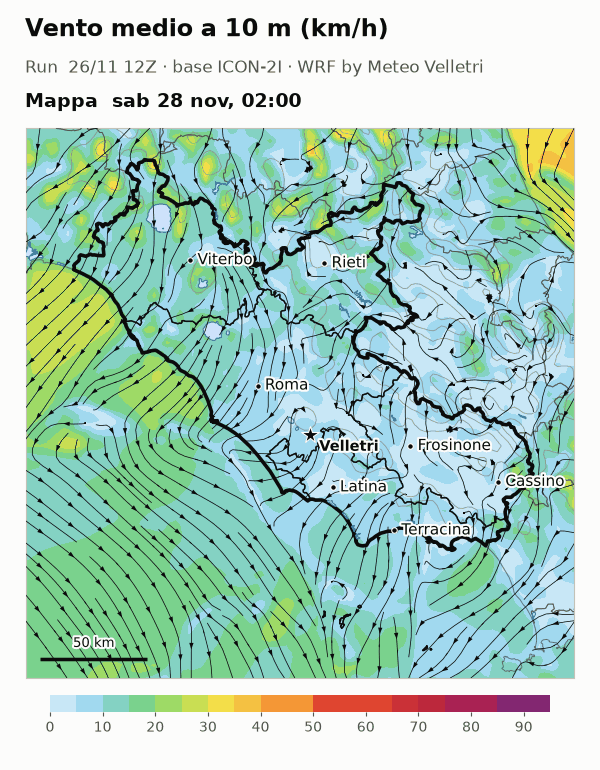 Vento medio a 10 m (km/h)
Run  26/11 12Z · base ICON-2I · WRF by Meteo Velletri
Mappa  sab 28 nov, 02:00
Viterbo
Rieti
Roma
Velletri
Frosinone
Cassino
Latina
Terracina
50 km
0 10 20 30 40 50 60 70 80 90